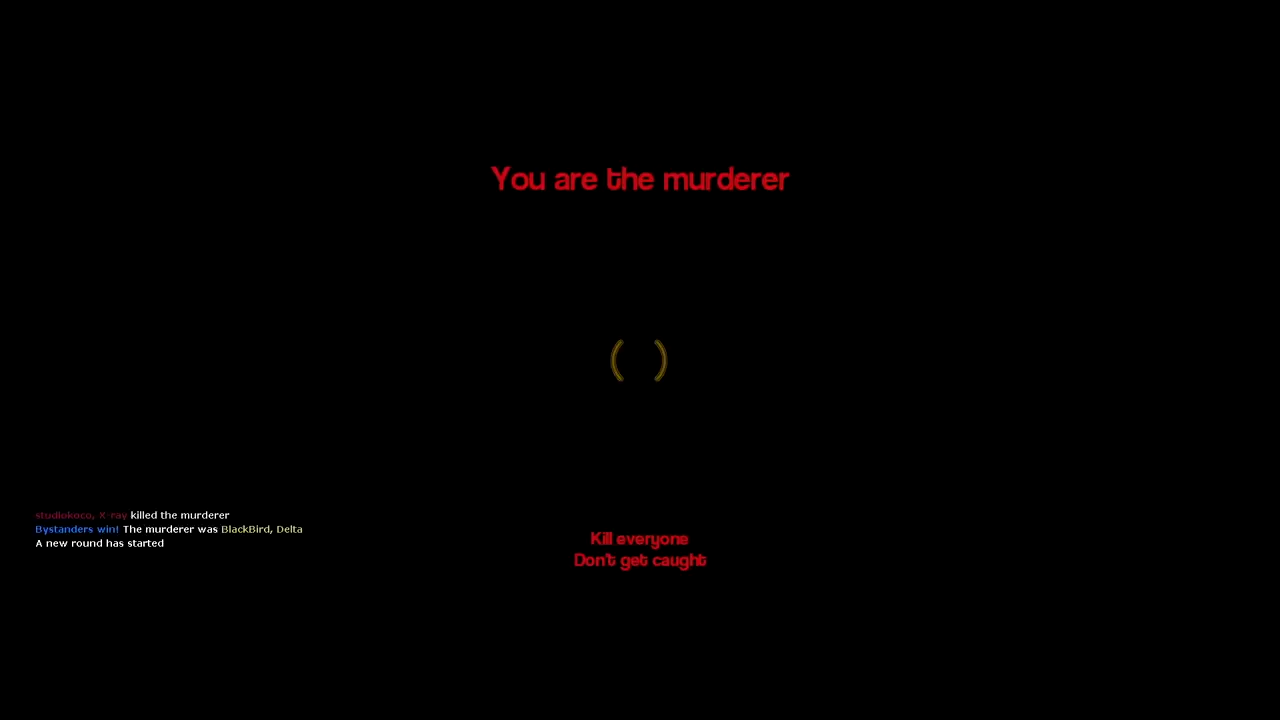 You are the murderer
studiokoco, X-ray killed the murderer
Bystanders win! The murderer was BlackBird, Delta
A new round has started
Kill everyone
Don't get caught